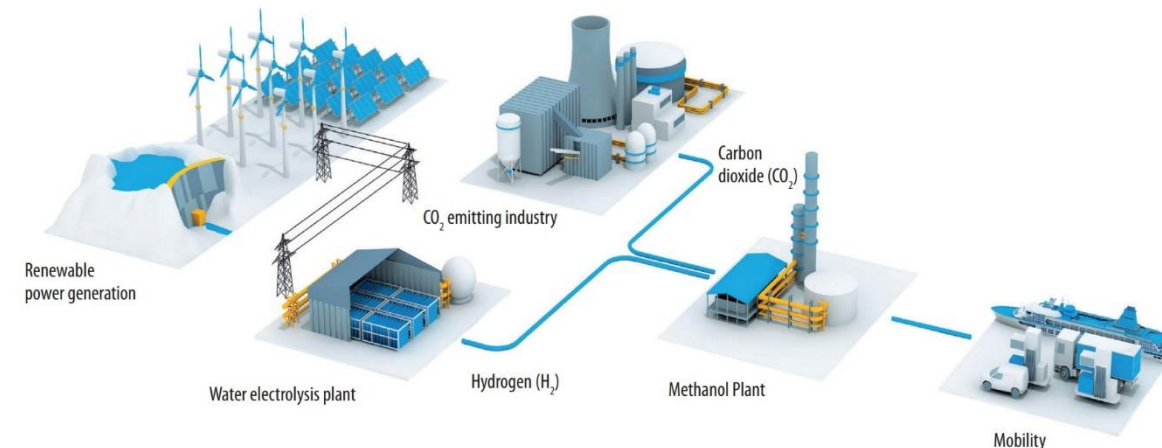 Carbon
dioxide (CO₂)
CO₂ emitting industry
Renewable
power generation
Water electrolysis plant
Hydrogen (H₂)
Methanol Plant
Mobility